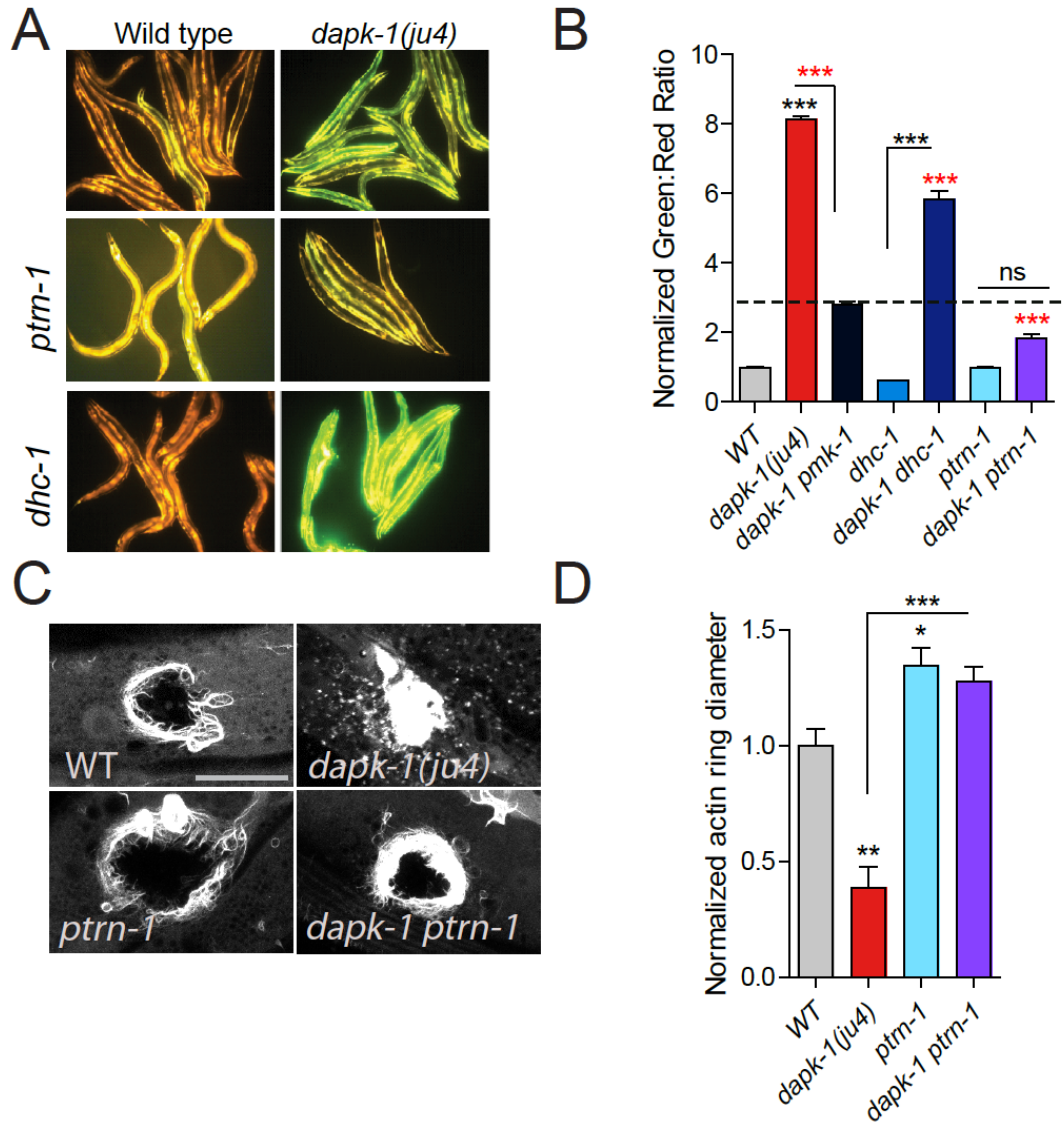 A
Wild type
dapk-1(ju4)
ptrn-1
dhc-1
B
Normalized Green:Red Ratio
10
8
6
4
2
0
***
***
***
***
ns
***
WT
dapk-1(ju4)
dapk-1 pmk-1
dhc-1
dapk-1 dhc-1
ptrn-1
dapk-1 ptrn-1
C
WT
dapk-1(ju4)
ptrn-1
dapk-1 ptrn-1
D
Normalized actin ring diameter
1.5
1.0
0.5
0.0
***
*
**
WT
dapk-1(ju4)
ptrn-1
dapk-1 ptrn-1